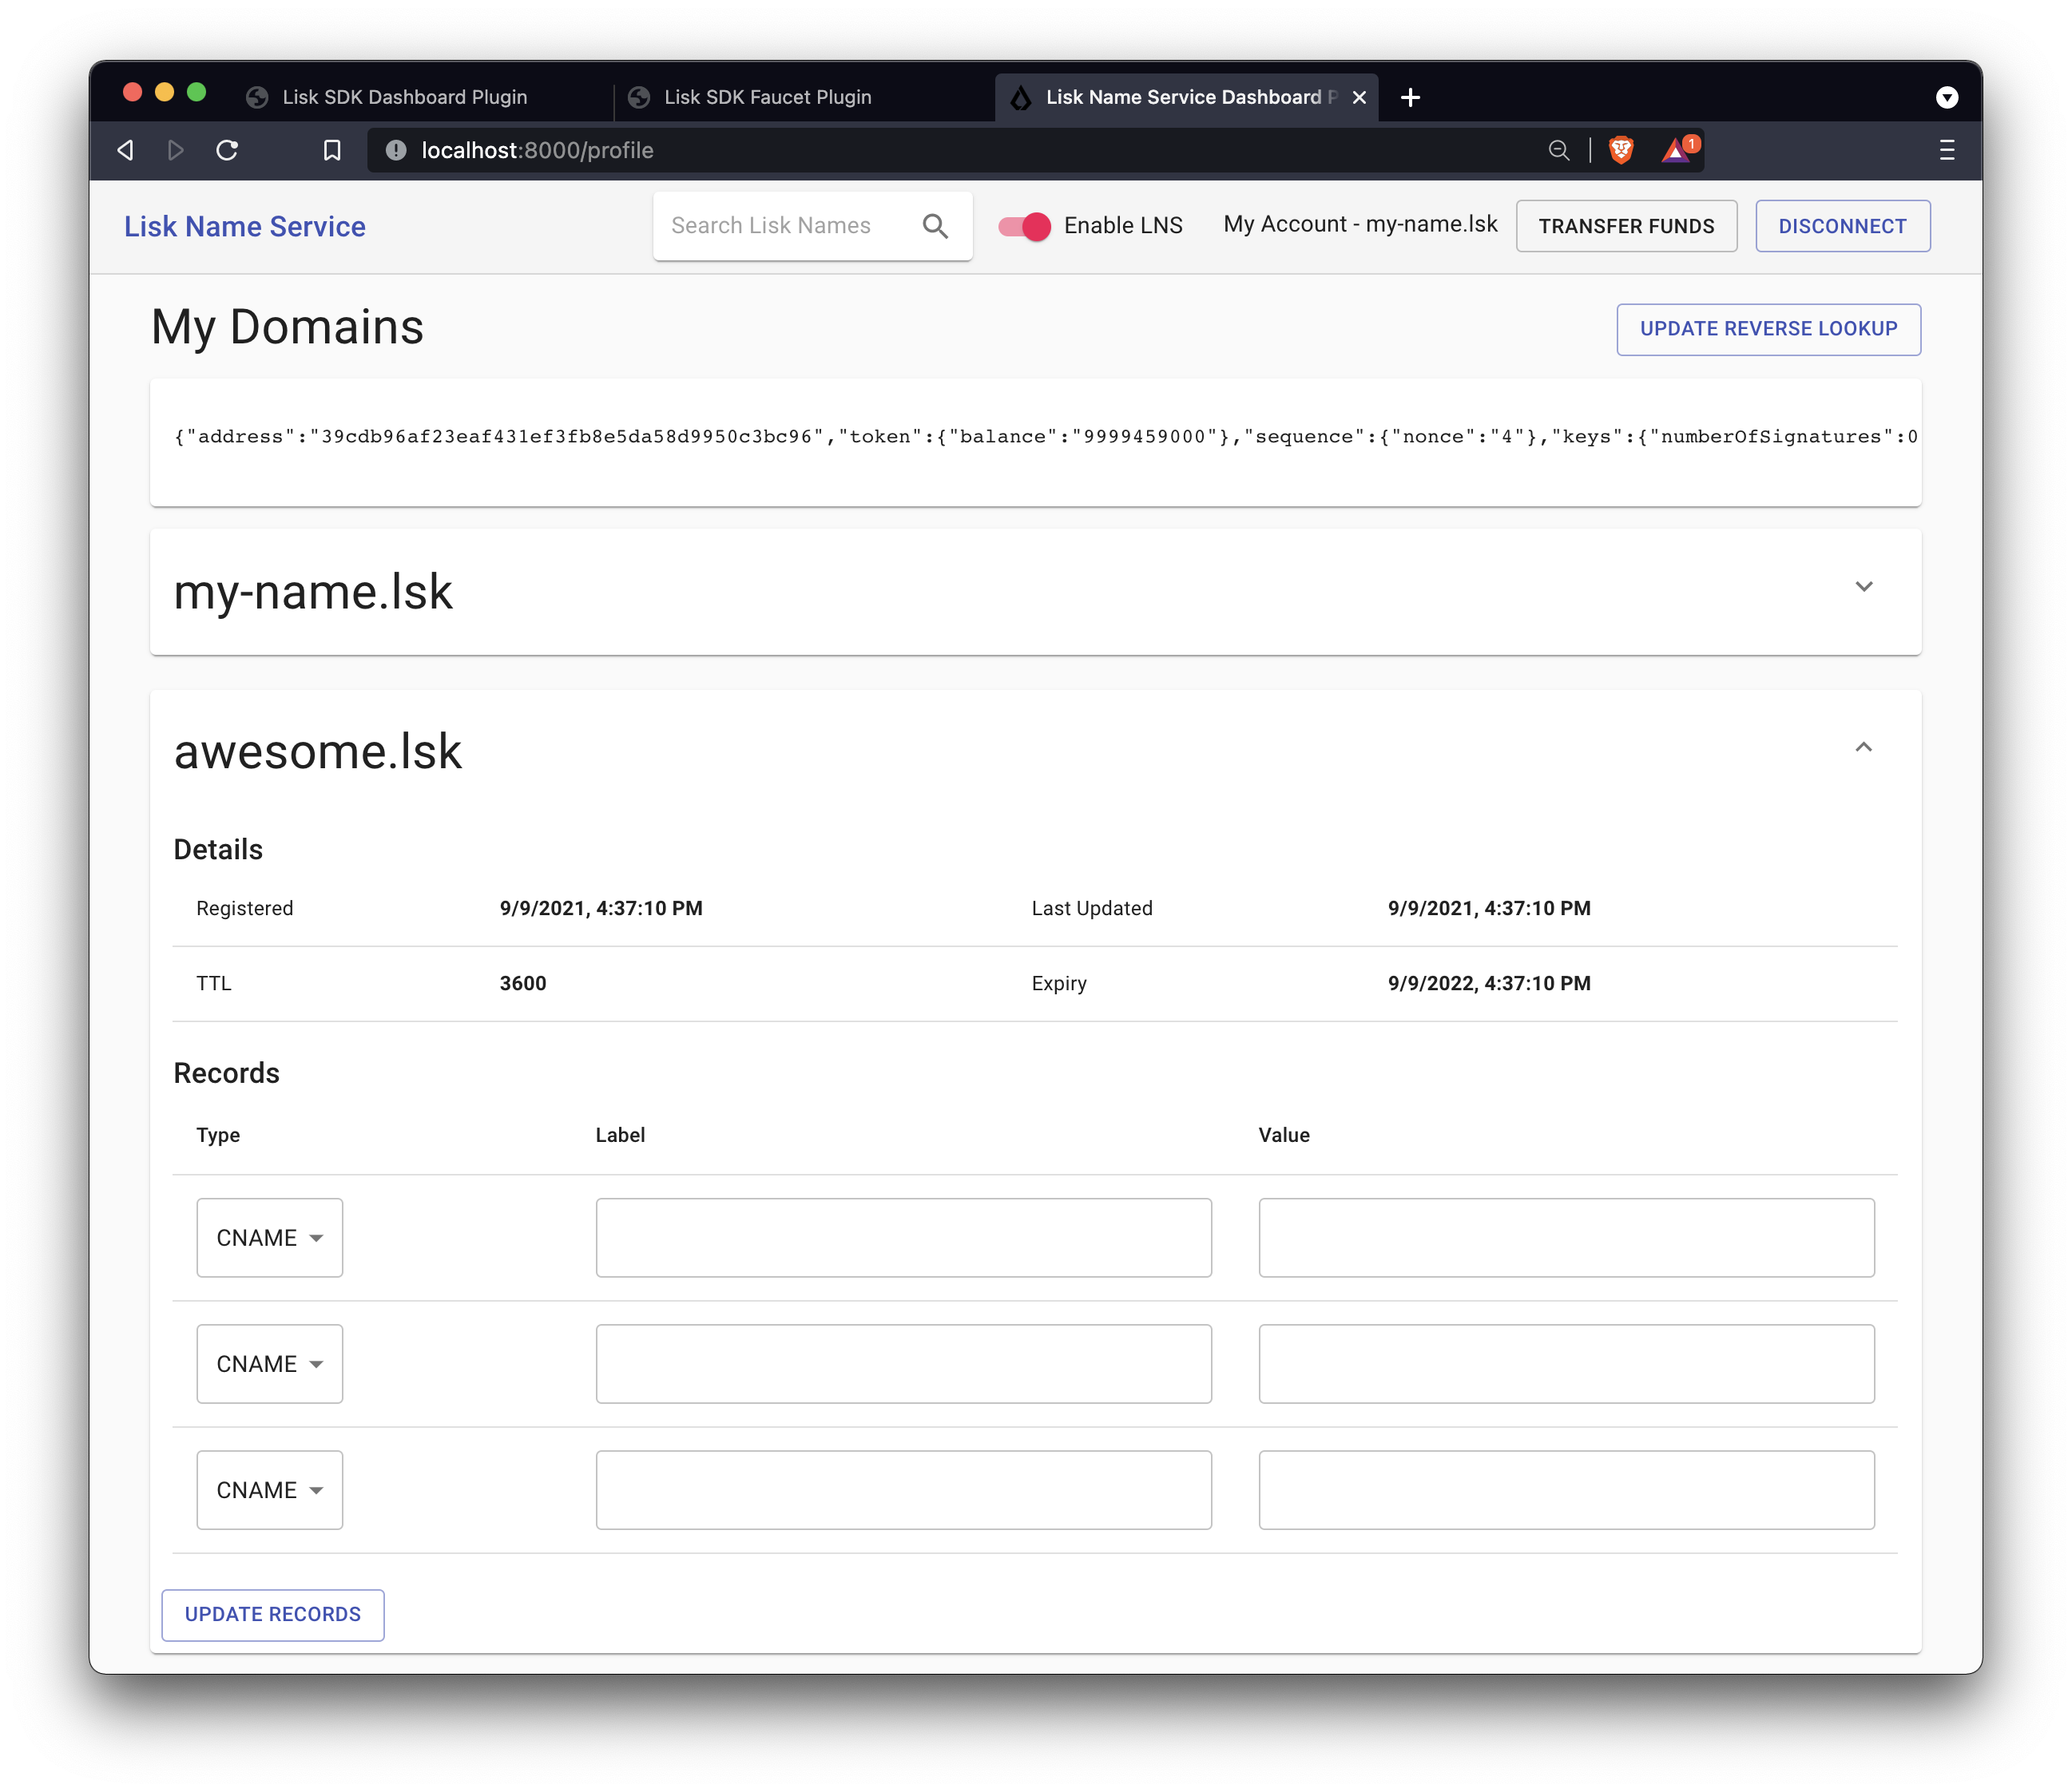 Lisk SDK Dashboard Plugin
Lisk SDK Faucet Plugin
Lisk Name Service Dashboard P
localhost:8000/profile
1
Lisk Name Service
Search Lisk Names
Enable LNS
My Account - my-name.lsk
TRANSFER FUNDS
DISCONNECT
My Domains
UPDATE REVERSE LOOKUP
{"address":"39cdb96af23eaf431ef3fb8e5da58d9950c3bc96","token":{"balance":"9999459000"},"sequence":{"nonce":"4"},"keys":{"numberOfSignatures":0
my-name.lsk
awesome.lsk
Details
Registered 9/9/2021, 4:37:10 PM Last Updated 9/9/2021, 4:37:10 PM
TTL 3600 Expiry 9/9/2022, 4:37:10 PM
Records
Type Label Value
CNAME
CNAME
CNAME
UPDATE RECORDS